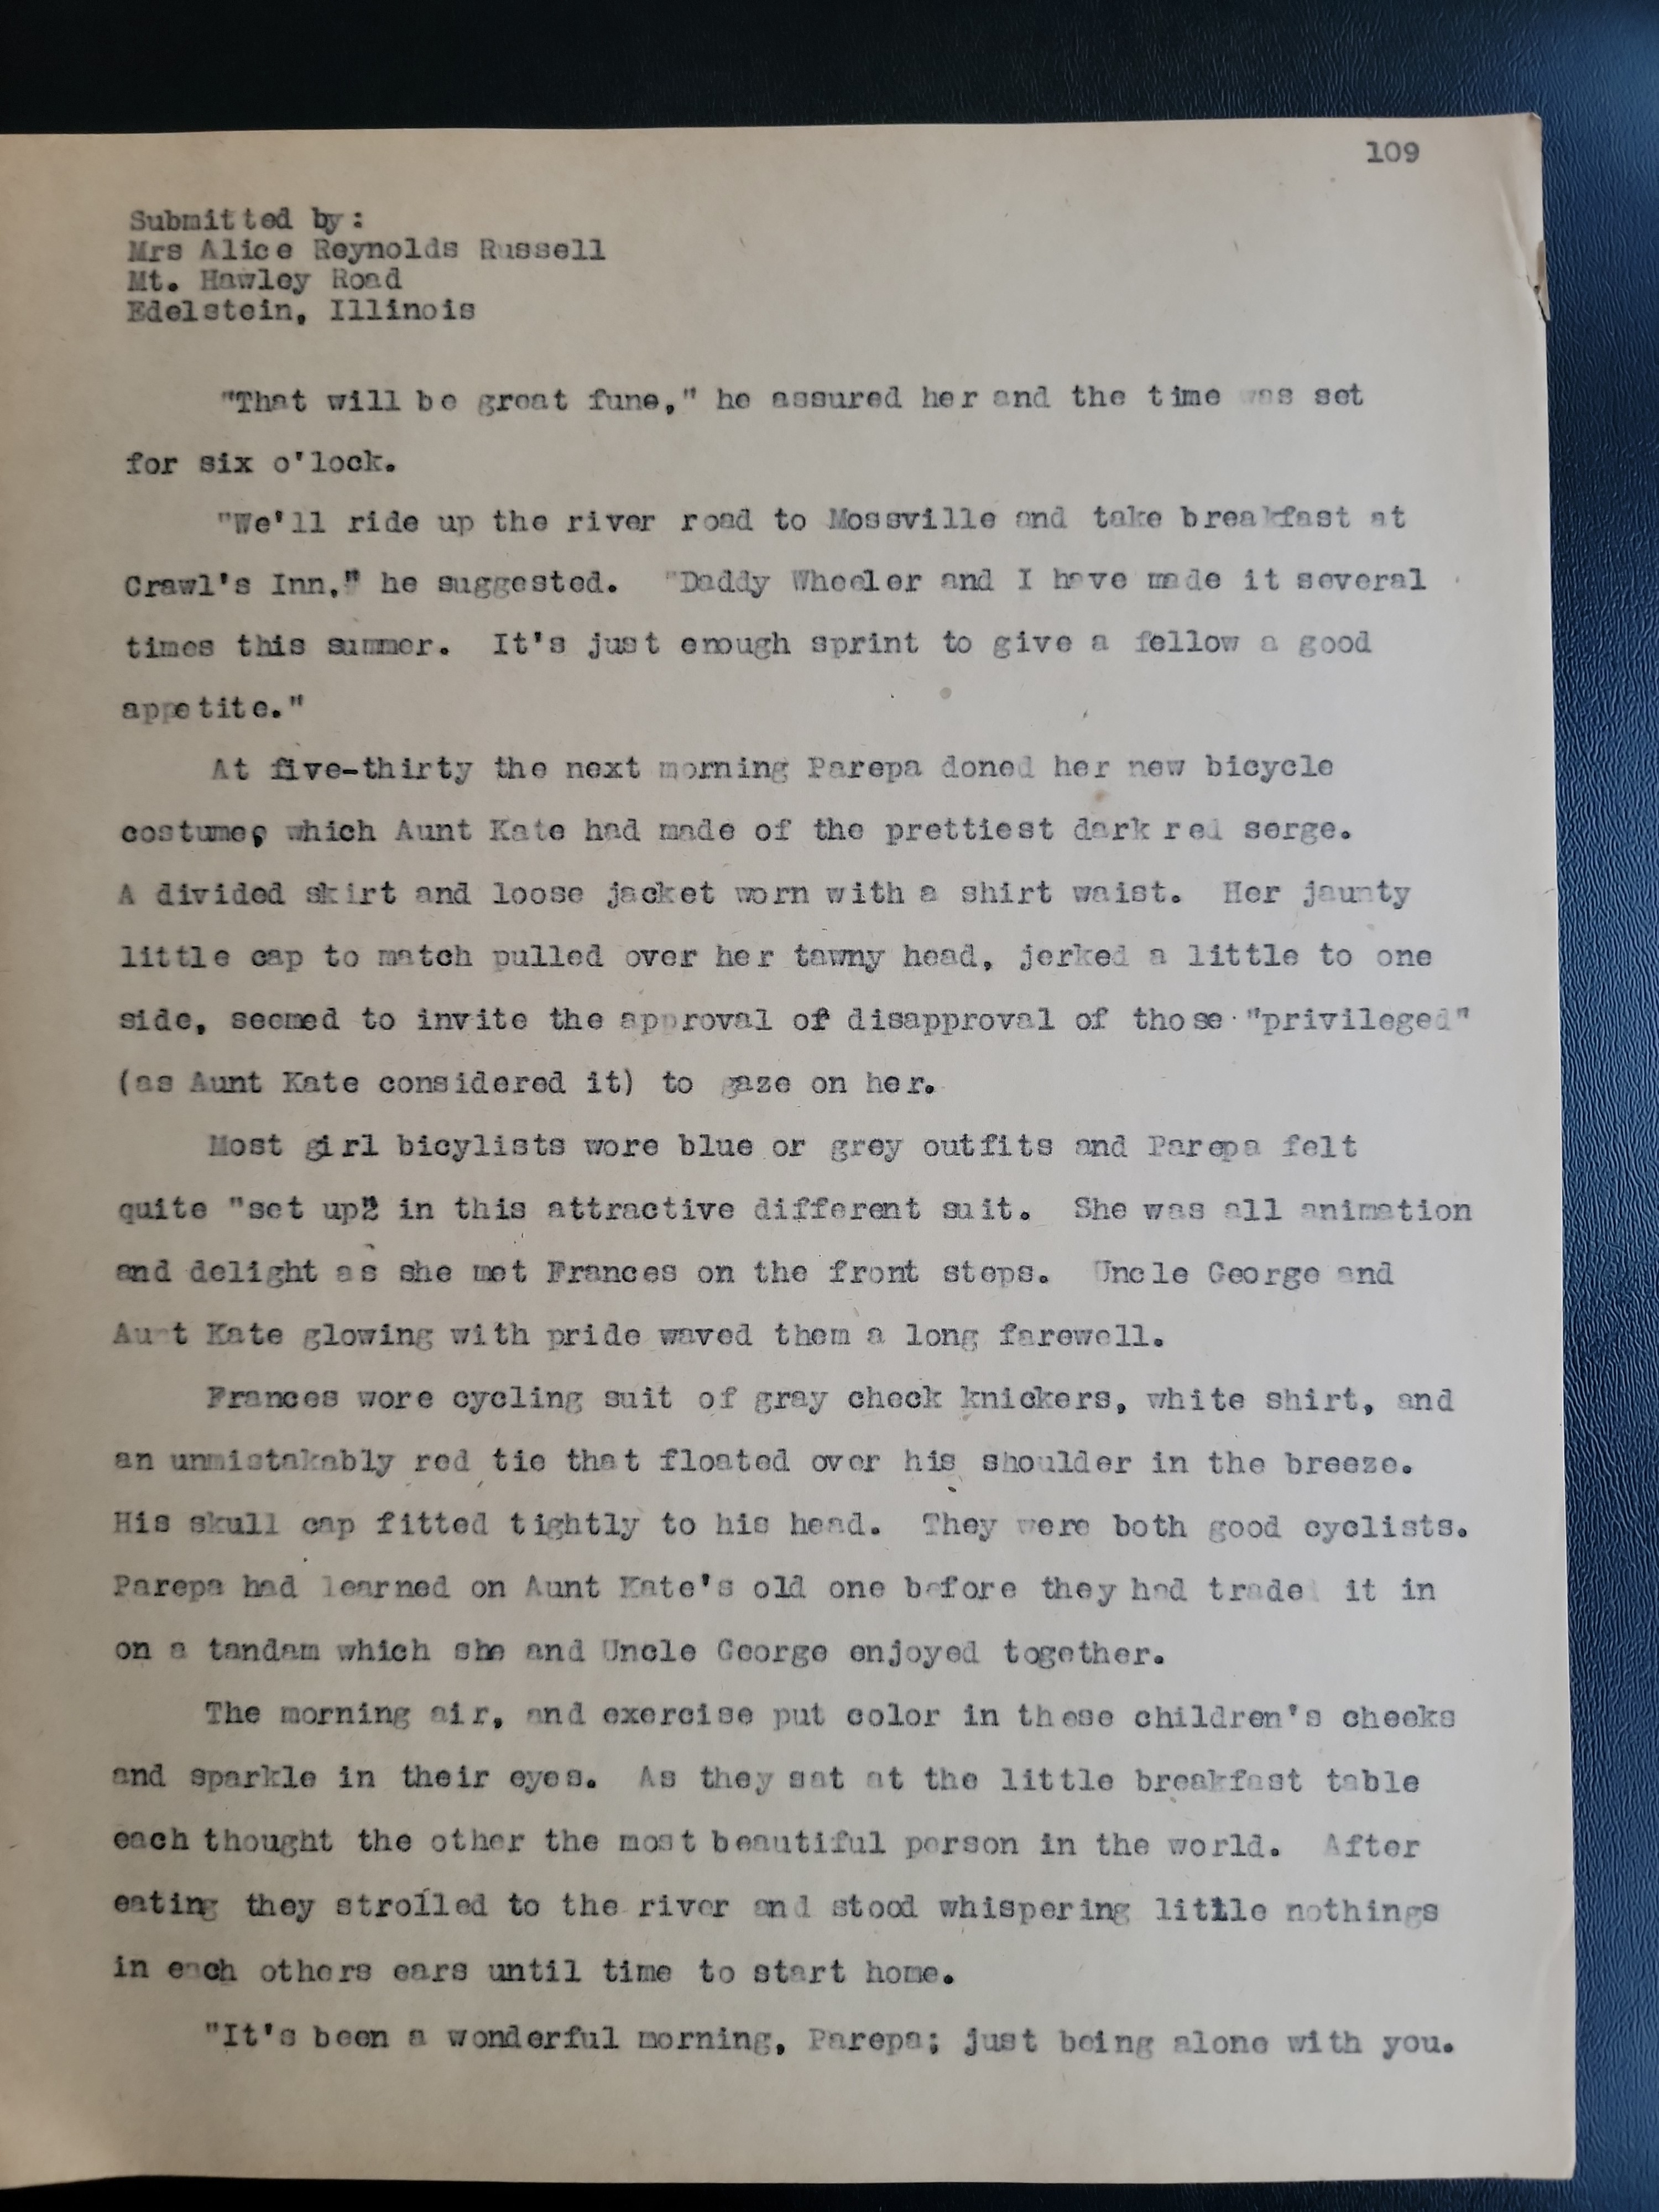 109
Submitted by:
Mrs Alice Reynolds Russell
Mt. Hawley Road
Edelstein, Illinois
"That will be great fune," he assured her and the time was set
for six o'lock.
"We'll ride up the river road to Mossville and take breakfast at
Crawl's Inn," he suggested. "Daddy Wheeler and I have made it several
times this summer. It's just enough sprint to give a fellow a good
appetite."
At five-thirty the next morning Parepa doned her new bicycle
costume, which Aunt Kate had made of the prettiest dark red serge.
A divided skirt and loose jacket worn with a shirt waist. Her jaunty
little cap to match pulled over her tawny head, jerked a little to one
side, seemed to invite the approval of disapproval of those "privileged"
(as Aunt Kate considered it) to gaze on her.
Most girl bicylists wore blue or grey outfits and Parepa felt
quite "set up" in this attractive different suit. She was all animation
and delight as she met Frances on the front steps. Uncle George and
Aunt Kate glowing with pride waved them a long farewell.
Frances wore cycling suit of gray check knickers, white shirt, and
an unmistakably red tie that floated over his shoulder in the breeze.
His skull cap fitted tightly to his head. They were both good cyclists.
Parepa had learned on Aunt Kate's old one before they had traded it in
on a tandam which she and Uncle George enjoyed together.
The morning air, and exercise put color in these children's cheeks
and sparkle in their eyes. As they sat at the little breakfast table
each thought the other the most beautiful person in the world. After
eating they strolled to the river and stood whispering little nothings
in each others ears until time to start home.
"It's been a wonderful morning, Parepa; just being alone with you.